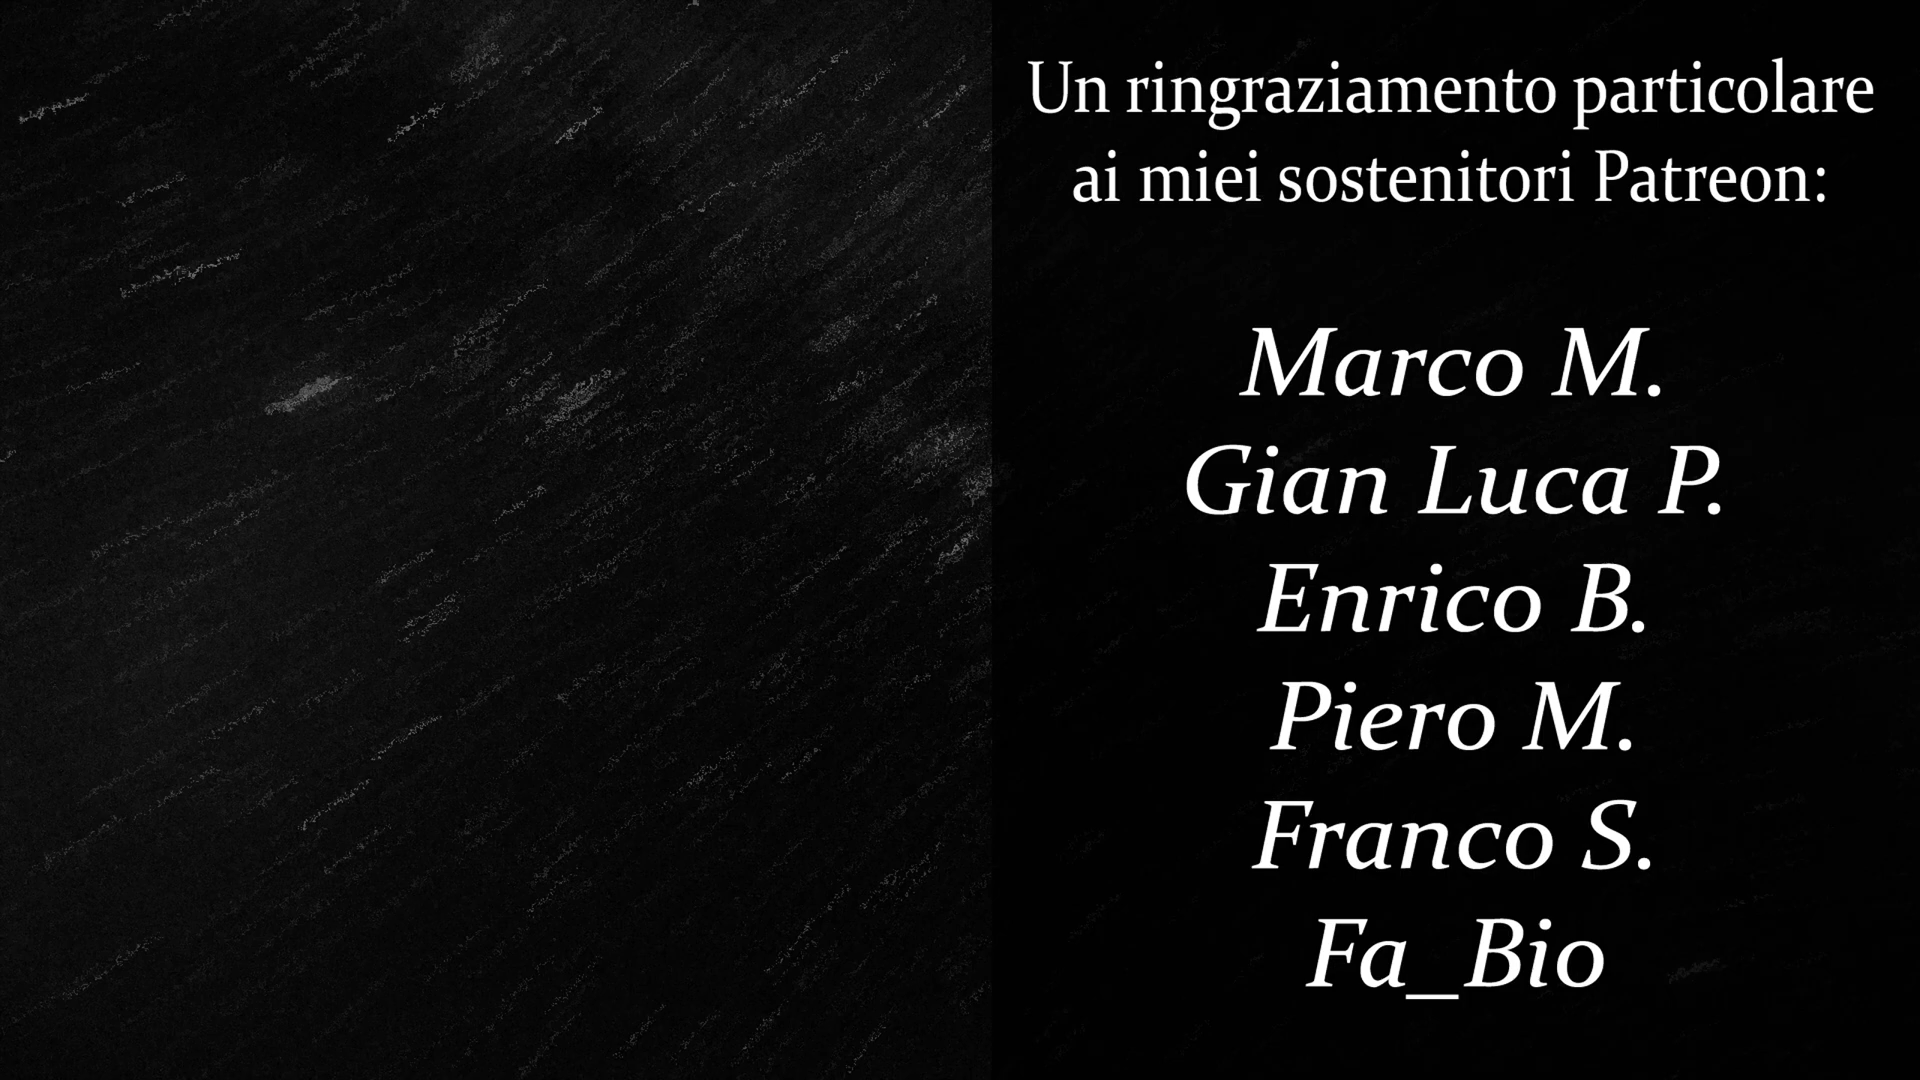 Un ringraziamento particolare
ai miei sostenitori Patreon:
Marco M.
Gian Luca P.
Enrico B.
Piero M.
Franco S.
Fa_Bio